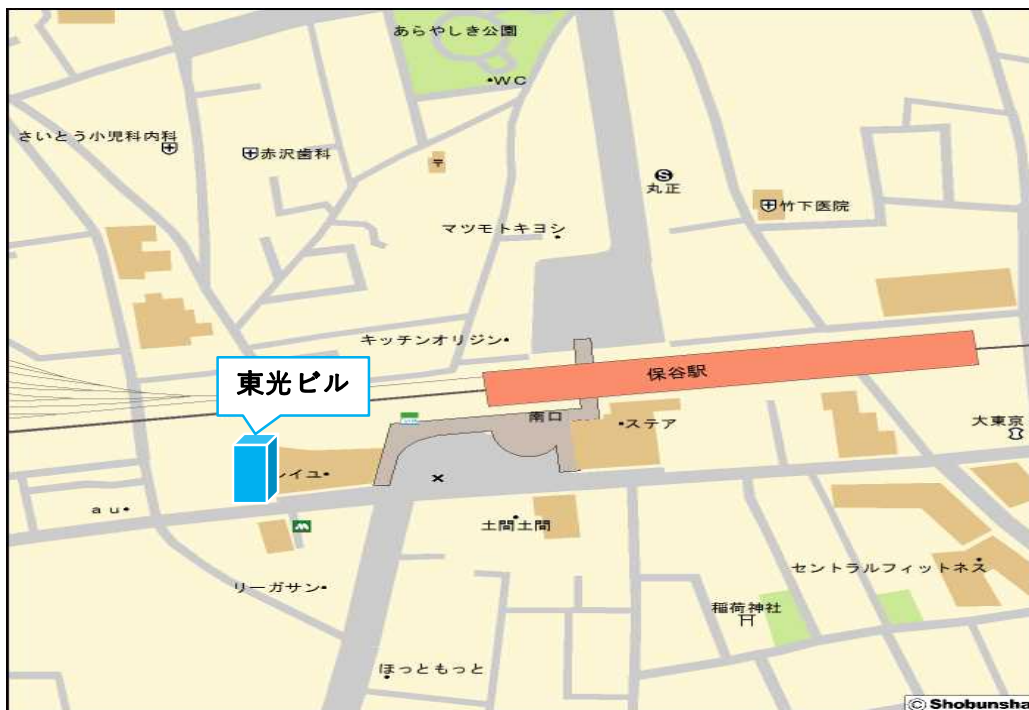 あらやしき公園
WC
さいとう小児科内科
赤沢歯科
〒
S
丸正
竹下医院
マツモトキヨシ
キッチンオリジン
保谷駅
東光ビル
南口
ステア
大東京
レイユ
au
土間土間
セントラルフィットネス
リーガサン
稲荷神社
ほっともっと
© Shobunsha